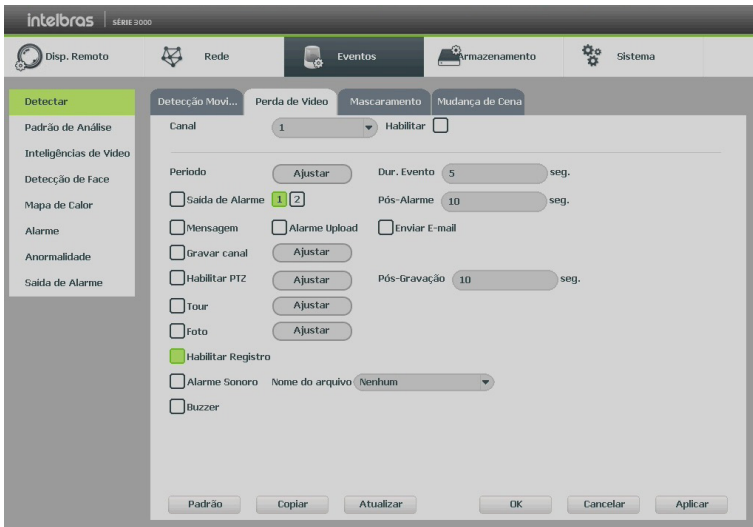 intelbras SÉRIE 3000
Disp. Remoto Rede Eventos Armazenamento Sistema
Detectar
Padrão de Análise
Inteligências de Video
Detecção de Face
Mapa de Calor
Alarme
Anormalidade
Saída de Alarme
Detecção Movi... Perda de Video Mascaramento Mudança de Cena
Canal 1 Habilitar
Periodo Ajustar Dur. Evento 5 seg.
Saída de Alarme 1 2 Pós-Alarme 10 seg.
Mensagem Alarme Upload Enviar E-mail
Gravar canal Ajustar
Habilitar PTZ Ajustar Pós-Gravação 10 seg.
Tour Ajustar
Foto Ajustar
Habilitar Registro
Alarme Sonoro Nome do arquivo Nenhum
Buzzer
Padrão Copiar Atualizar OK Cancelar Aplicar